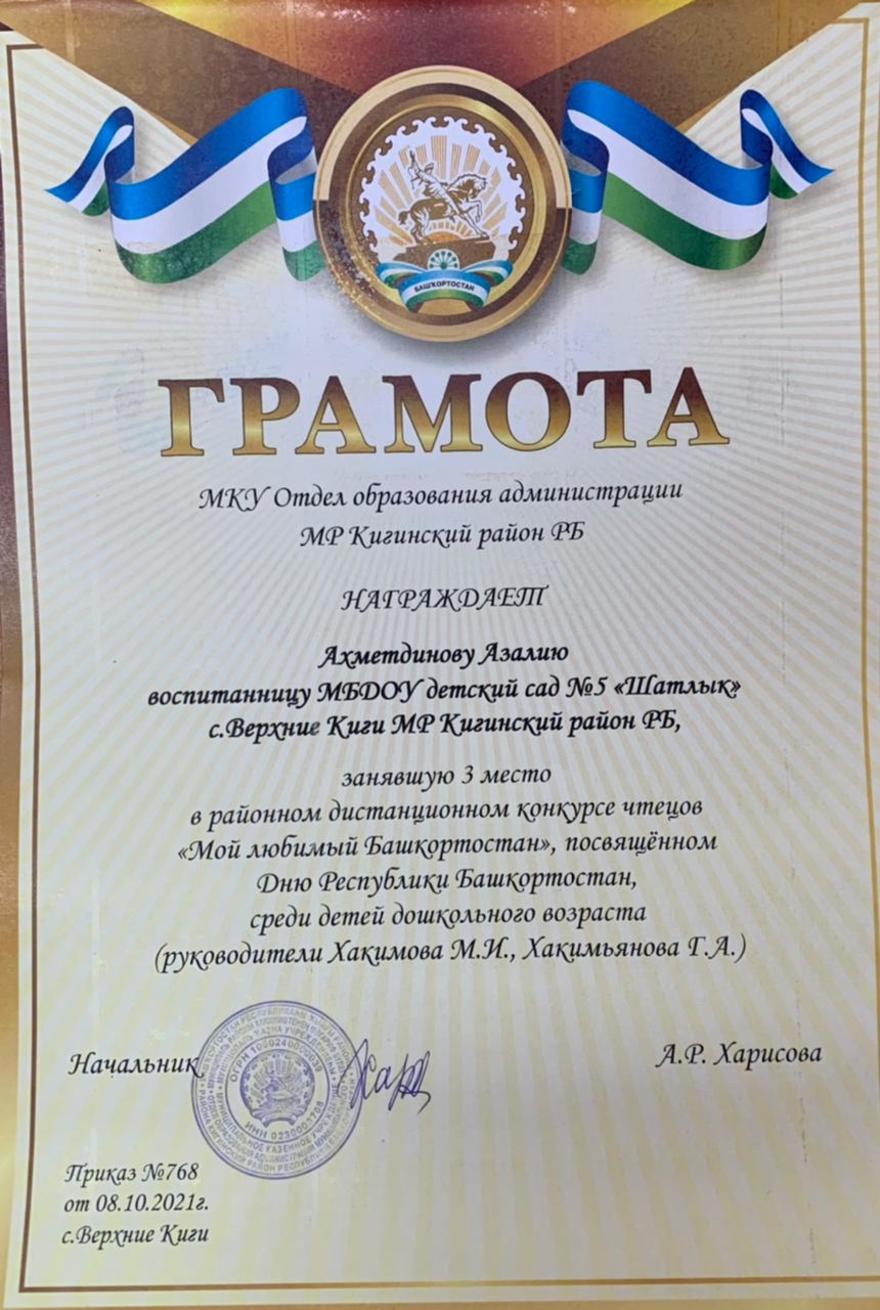 БАШҠОРТОСТАН
ГРАМОТА
МКУ Отдел образования администрации
МР Кигинский район РБ
НАГРАЖДАЕТ
Ахметдинову Азалию
воспитанницу МБДОУ детский сад №5 «Шатлык»
с.Верхние Киги МР Кигинский район РБ,
занявшую 3 место
в районном дистанционном конкурсе чтецов
«Мой любимый Башкортостан», посвящённом
Дню Республики Башкортостан,
среди детей дошкольного возраста
(руководители Хакимова М.И., Хакимьянова Г.А.)
Начальник
А.Р. Харисова
Приказ №768
от 08.10.2021г.
с.Верхние Киги